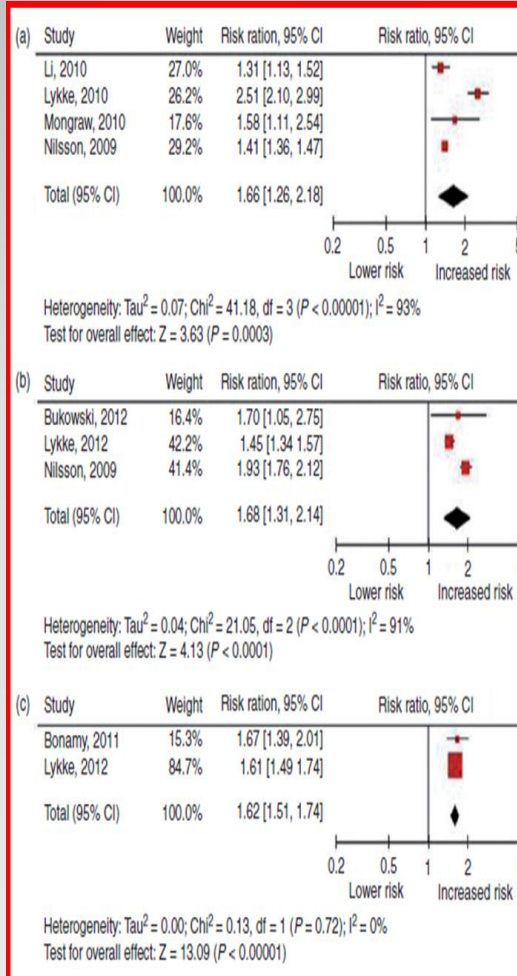 (a) Study Weight Risk ration, 95% CI Risk ratio, 95% CI
Li, 2010 27.0% 1.31 [1.13, 1.52]
Lykke, 2010 26.2% 2.51 [2.10, 2.99]
Mongraw, 2010 17.6% 1.58 [1.11, 2.54]
Nilsson, 2009 29.2% 1.41 [1.36, 1.47]
Total (95% CI) 100.0% 1.66 [1.26, 2.18]
0.2 0.5 1 2 5
Lower risk Increased risk
Heterogeneity: Tau² = 0.07; Chi² = 41.18, df = 3 (P < 0.00001); I² = 93%
Test for overall effect: Z = 3.63 (P = 0.0003)
(b) Study Weight Risk ration, 95% CI Risk ratio, 95% CI
Bukowski, 2012 16.4% 1.70 [1.05, 2.75]
Lykke, 2012 42.2% 1.45 [1.34 1.57]
Nilsson, 2009 41.4% 1.93 [1.76, 2.12]
Total (95% CI) 100.0% 1.68 [1.31, 2.14]
0.2 0.5 1 2
Lower risk Increased risk
Heterogeneity: Tau² = 0.04; Chi² = 21.05, df = 2 (P < 0.0001); I² = 91%
Test for overall effect: Z = 4.13 (P < 0.0001)
(c) Study Weight Risk ration, 95% CI Risk ratio, 95% CI
Bonamy, 2011 15.3% 1.67 [1.39, 2.01]
Lykke, 2012 84.7% 1.61 [1.49 1.74]
Total (95% CI) 100.0% 1.62 [1.51, 1.74]
0.2 0.5 1 2
Lower risk Increased risk
Heterogeneity: Tau² = 0.00; Chi² = 0.13, df = 1 (P = 0.72); I² = 0%
Test for overall effect: Z = 13.09 (P < 0.00001)